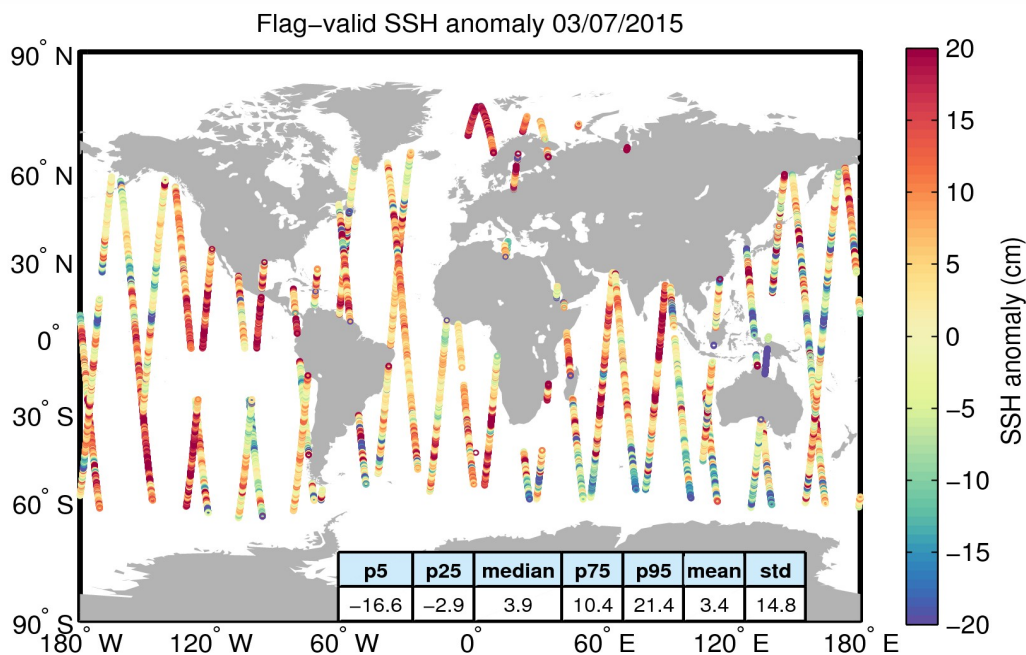 Flag−valid SSH anomaly 03/07/2015
90° N
60° N
30° N
0°
30° S
60° S
90° S
180° W
120° W
60° W
0°
60° E
120° E
180° E
p5 p25 median p75 p95 mean std
−16.6 −2.9 3.9 10.4 21.4 3.4 14.8
20
15
10
5
0
−5
−10
−15
−20
SSH anomaly (cm)